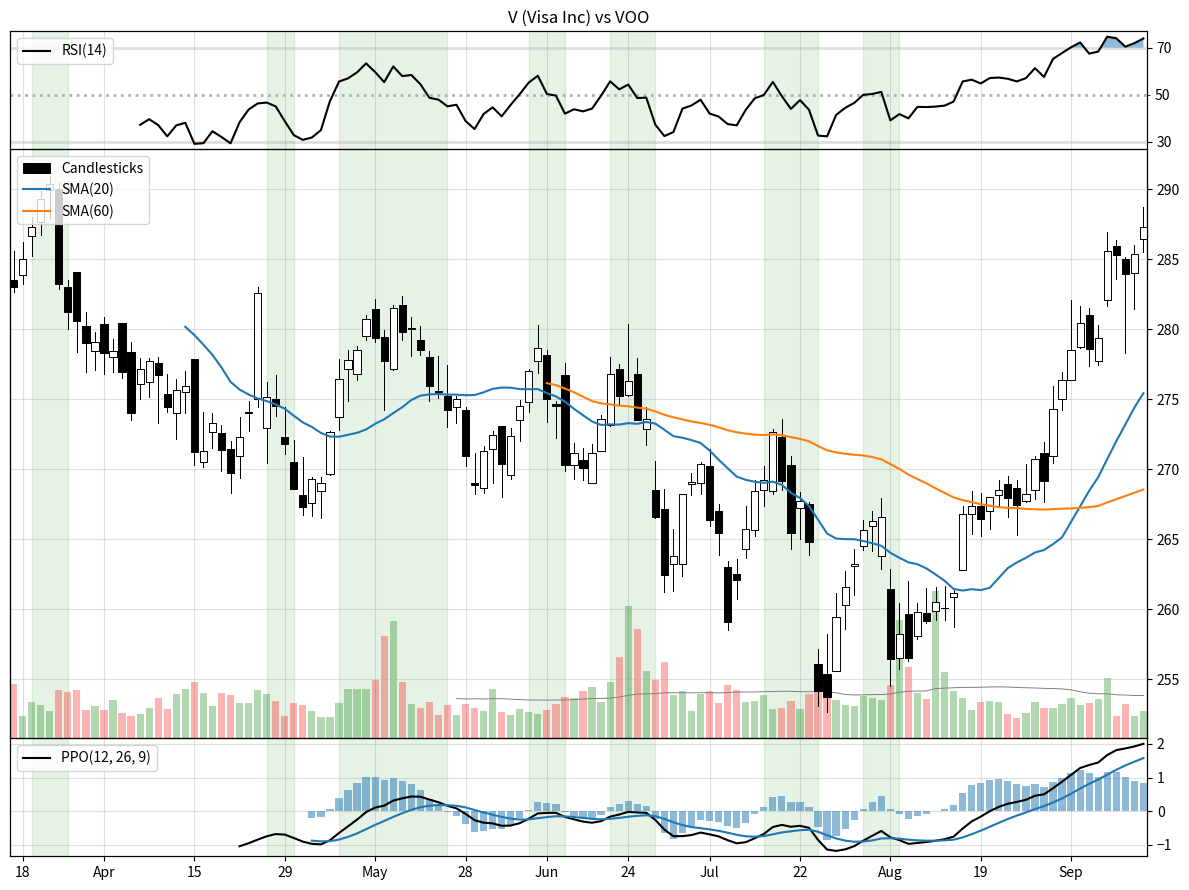 V (Visa Inc) vs VOO
RSI(14)
70
50
30
Candlesticks
SMA(20)
SMA(60)
290
285
280
275
270
265
260
255
PPO(12, 26, 9)
2
1
0
−1
18 Apr 15 29 May 28 Jun 24 Jul 22 Aug 19 Sep